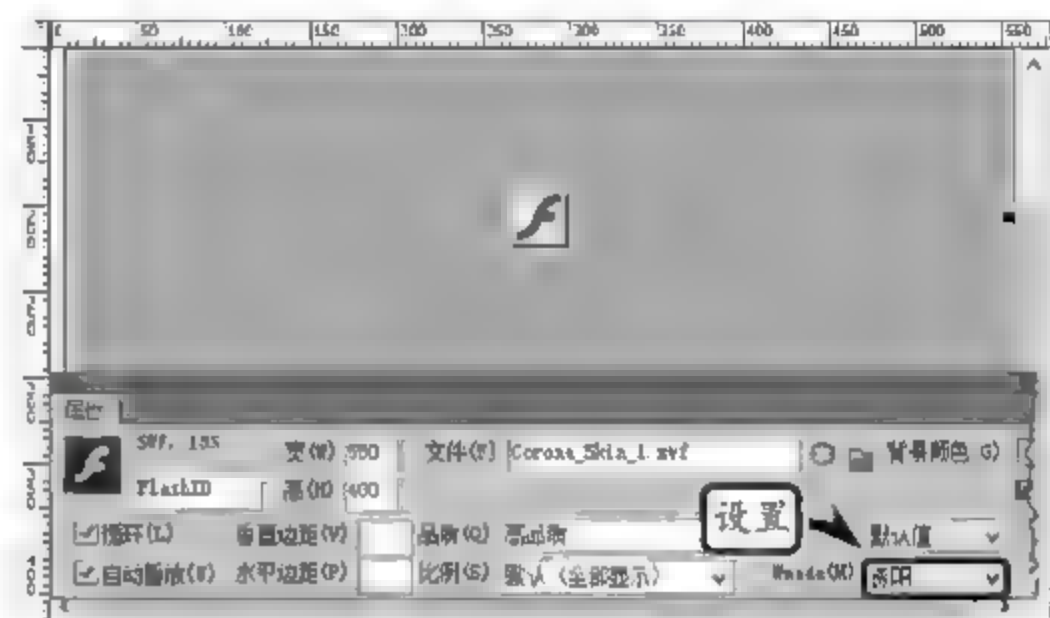 50 100 150 200 250 300 350 400 450 500 550
属性
SWF, 
宽(W) 500 文件(F) Corona_Skin_1.swf 背景颜色
FlashID 高(H) 400
设置
循环(L) 垂直边距(V) 品质(Q) 高品质 默认值
自动播放 水平边距(P) 比例(S) 默认 (全部显示) Wmode(M) 透明